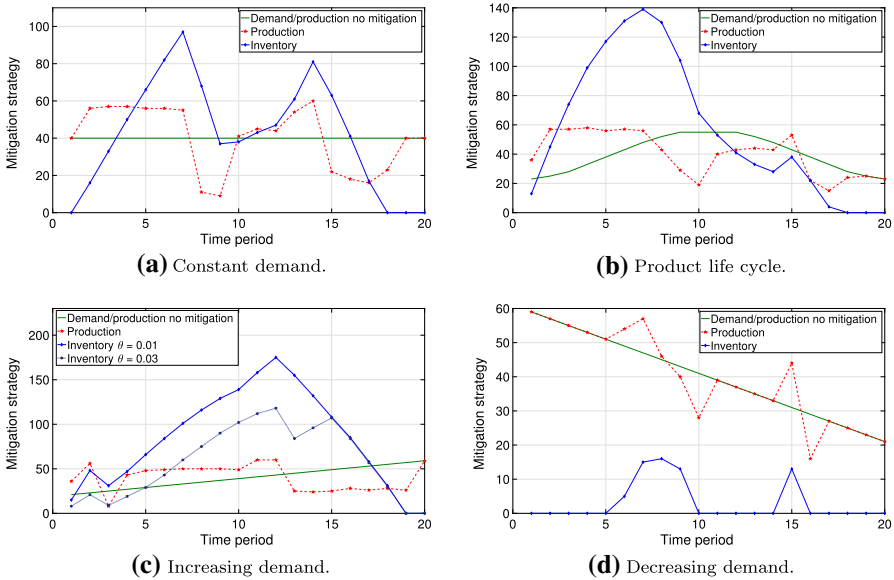 Mitigation strategy
100
80
60
40
20
0
0 5 10 15 20
Time period
Demand/production no mitigation
Production
Inventory
(a) Constant demand.
Mitigation strategy
140
120
100
80
60
40
20
0
0 5 10 15 20
Time period
Demand/production no mitigation
Production
Inventory
(b) Product life cycle.
Mitigation strategy
200
150
100
50
0
0 5 10 15 20
Time period
Demand/production no mitigation
Production
Inventory θ = 0.01
Inventory θ = 0.03
(c) Increasing demand.
Mitigation strategy
60
50
40
30
20
10
0
0 5 10 15 20
Time period
Demand/production no mitigation
Production
Inventory
(d) Decreasing demand.